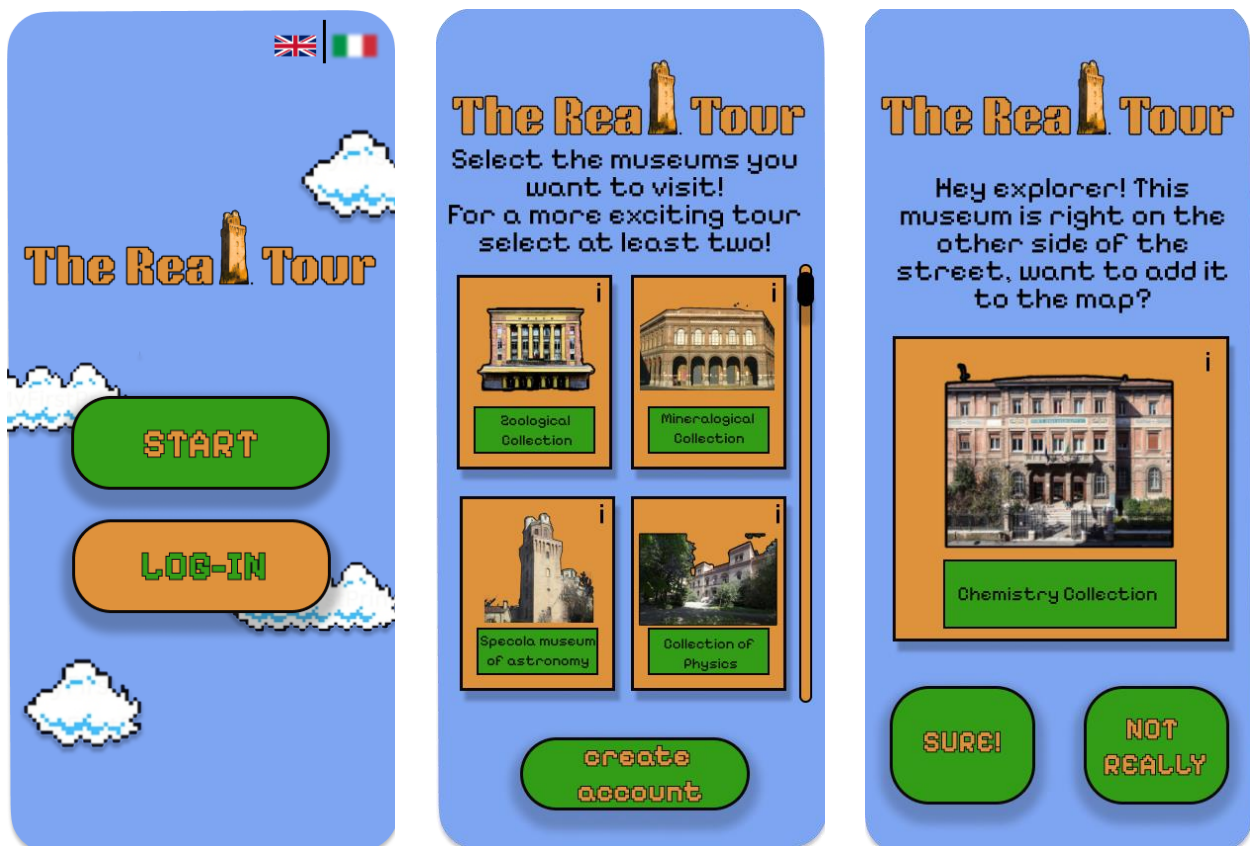 The Real Tour
START
LOG-IN
The Real Tour
Select the museums you
want to visit!
For a more exciting tour
select at least two!
i
i
Zoological
Collection
Mineralogical
Collection
i
i
Specola museum
of astronomy
Collection of
Physics
create
account
The Real Tour
Hey explorer! This
museum is right on the
other side of the
street, want to add it
to the map?
i
Chemistry Collection
SURE!
NOT
REALLY